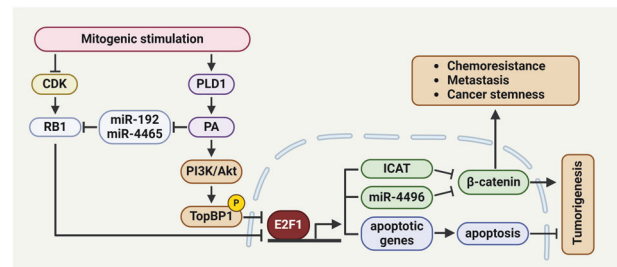 Mitogenic stimulation
CDK
PLD1
RB1
miR-192
miR-4465
PA
PI3K/Akt
P
TopBP1
E2F1
ICAT
miR-4496
apoptotic
genes
apoptosis
β-catenin
• Chemoresistance
• Metastasis
• Cancer stemness
Tumorigenesis